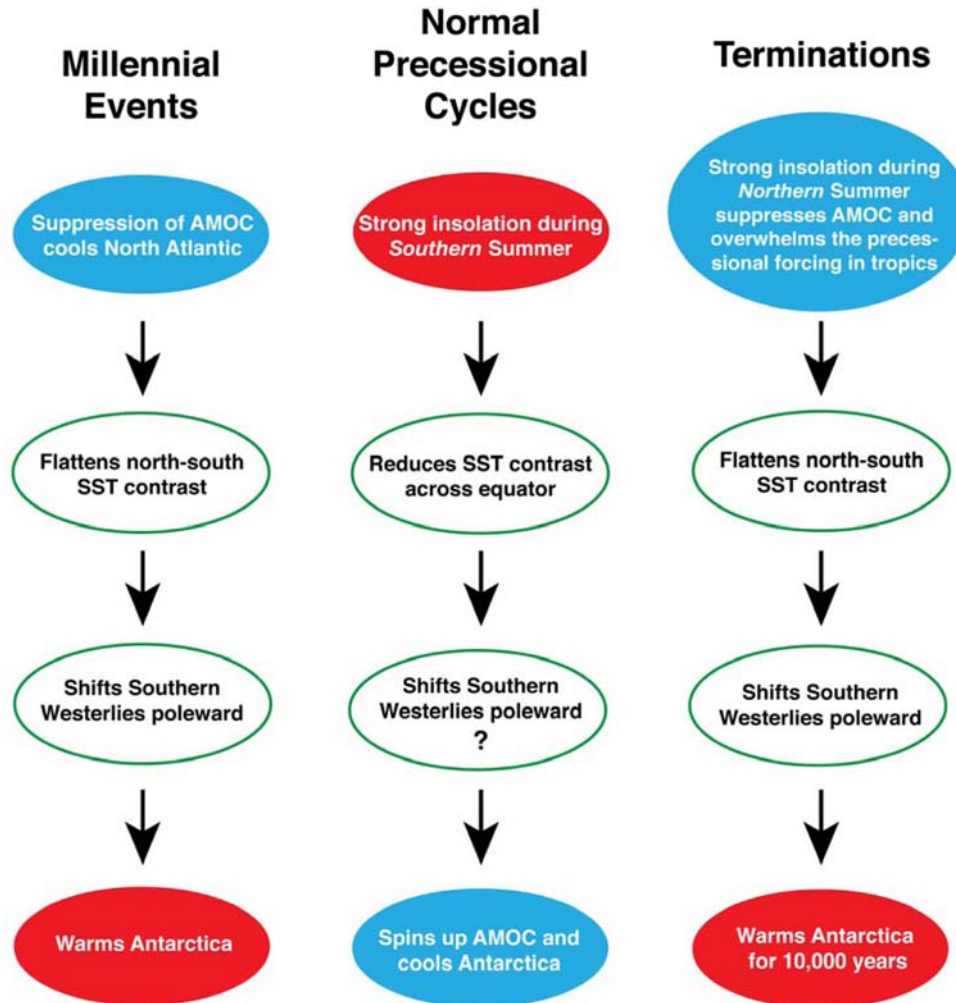 Millennial
Events
Suppression of AMOC
cools North Atlantic
Flattens north-south
SST contrast
Shifts Southern
Westerlies poleward
Warms Antarctica
Normal
Precessional
Cycles
Strong insolation during
Southern Summer
Reduces SST contrast
across equator
Shifts Southern
Westerlies poleward
?
Spins up AMOC and
cools Antarctica
Terminations
Strong insolation during
Northern Summer
suppresses AMOC and
overwhelms the preces-
sional forcing in tropics
Flattens north-south
SST contrast
Shifts Southern
Westerlies poleward
Warms Antarctica
for 10,000 years